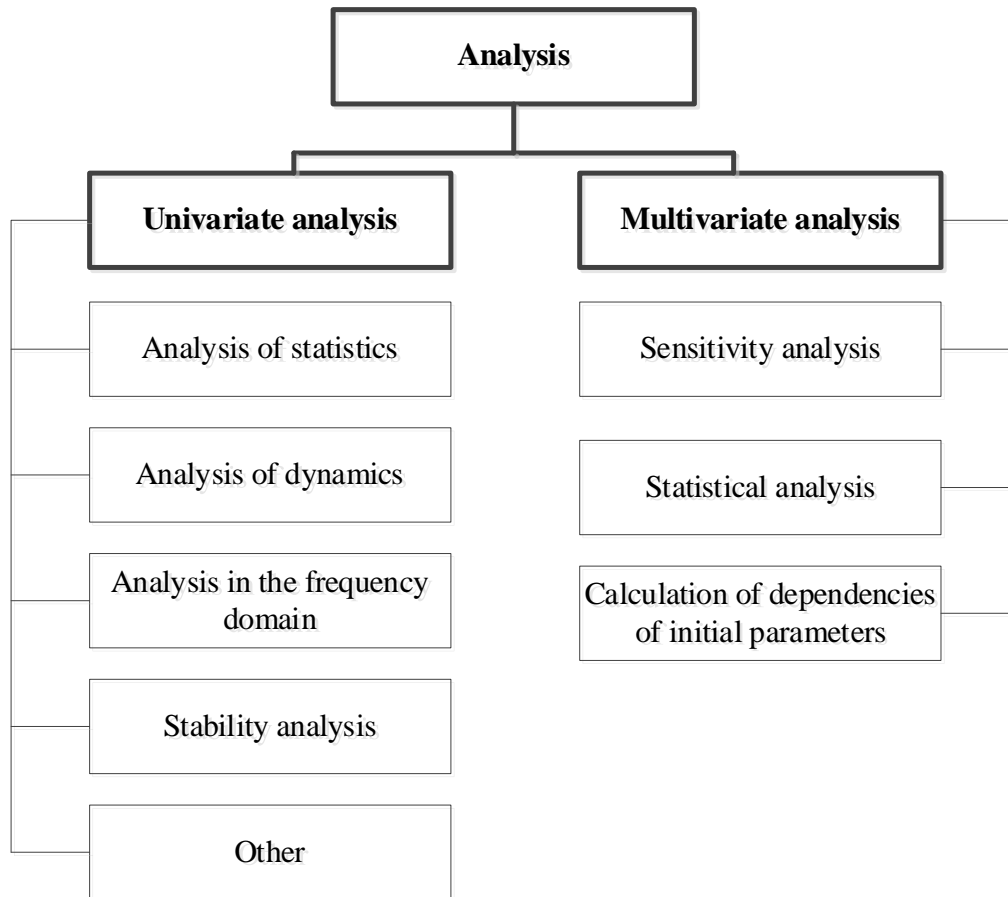 Analysis
Univariate analysis
Multivariate analysis
Analysis of statistics
Sensitivity analysis
Analysis of dynamics
Statistical analysis
Analysis in the frequency
domain
Calculation of dependencies
of initial parameters
Stability analysis
Other